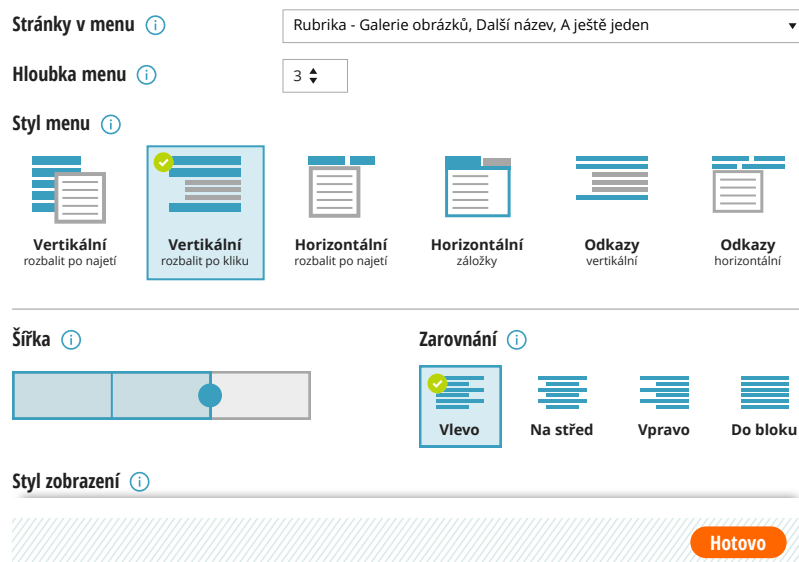 Stránky v menu
Rubrika - Galerie obrázků, Další název, A ještě jeden
Hloubka menu
3
Styl menu
Vertikální
rozbalit po najetí
Vertikální
rozbalit po kliku
Horizontální
rozbalit po najetí
Horizontální
záložky
Odkazy
vertikální
Odkazy
horizontální
Šířka
Zarovnání
Vlevo
Na střed
Vpravo
Do bloku
Styl zobrazení
Hotovo